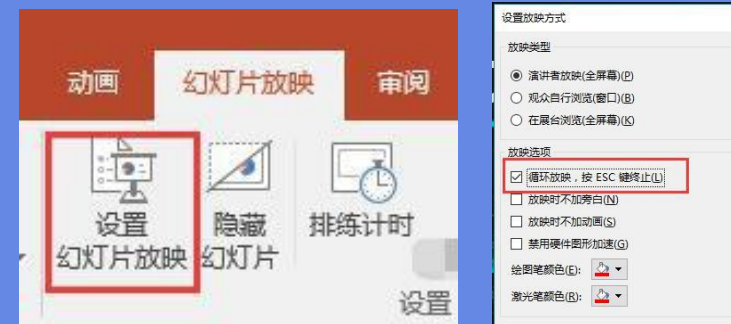 动画 幻灯片放映 审阅
设置 隐藏 排练计时
幻灯片放映 幻灯片
设置
设置放映方式
放映类型
演讲者放映(全屏幕)(P)
观众自行浏览(窗口)(B)
在展台浏览(全屏幕)(K)
放映选项
循环放映，按 ESC 键终止(L)
放映时不加旁白(N)
放映时不加动画(S)
禁用硬件图形加速(G)
绘图笔颜色(E):
激光笔颜色(R):